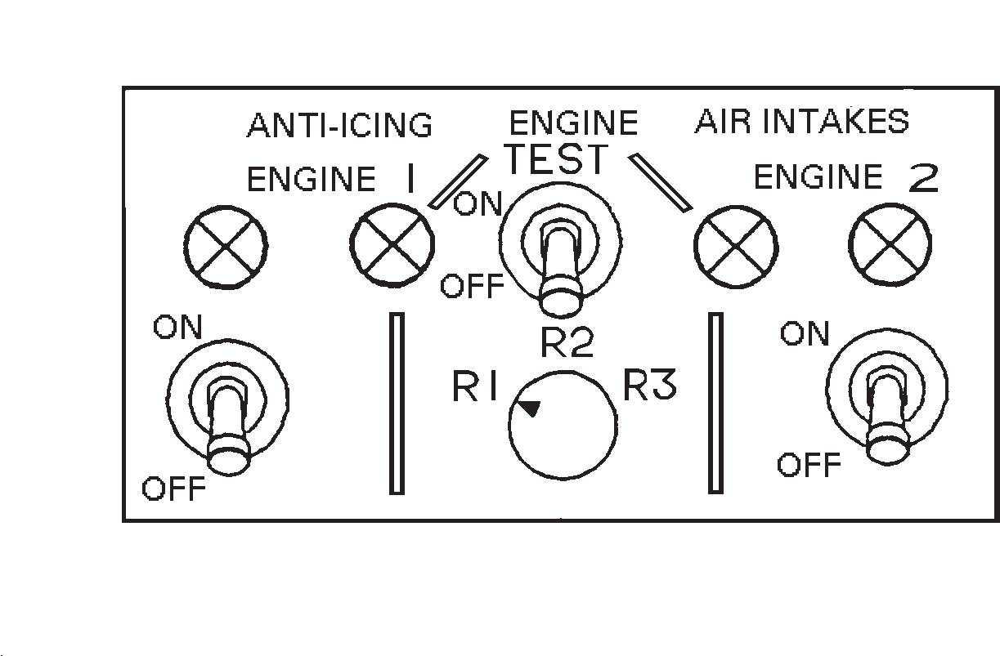 ANTI-ICING ENGINE AIR INTAKES
ENGINE 1 TEST ENGINE 2
ON
OFF
ON ON
R2
R1 R3
OFF OFF